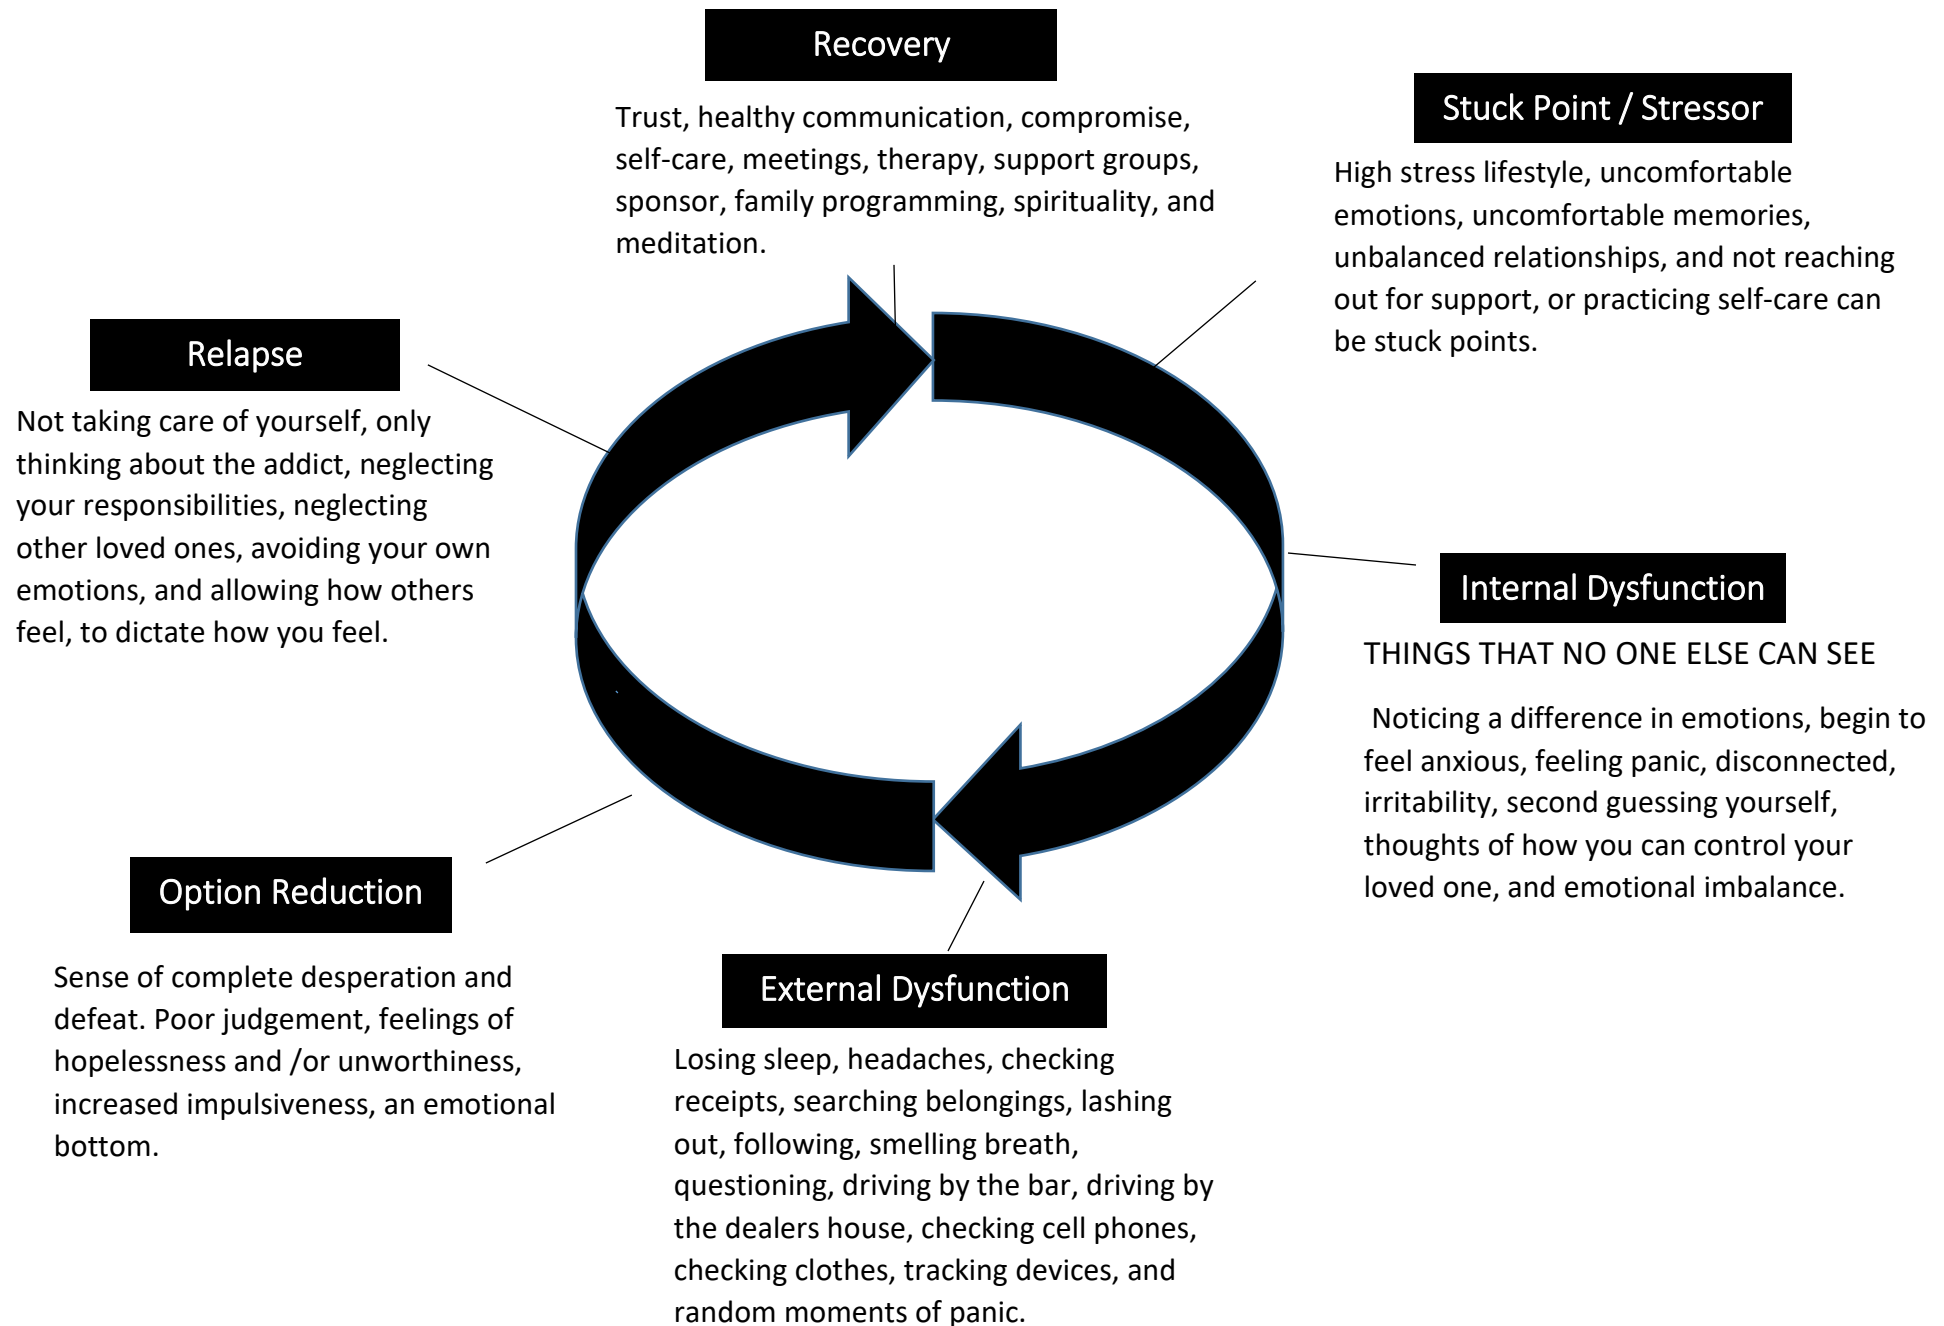 Recovery
Trust, healthy communication, compromise,
self-care, meetings, therapy, support groups,
sponsor, family programming, spirituality, and
meditation.
Stuck Point / Stressor
High stress lifestyle, uncomfortable
emotions, uncomfortable memories,
unbalanced relationships, and not reaching
out for support, or practicing self-care can
be stuck points.
Internal Dysfunction
THINGS THAT NO ONE ELSE CAN SEE
Noticing a difference in emotions, begin to
feel anxious, feeling panic, disconnected,
irritability, second guessing yourself,
thoughts of how you can control your
loved one, and emotional imbalance.
External Dysfunction
Losing sleep, headaches, checking
receipts, searching belongings, lashing
out, following, smelling breath,
questioning, driving by the bar, driving by
the dealers house, checking cell phones,
checking clothes, tracking devices, and
random moments of panic.
Option Reduction
Sense of complete desperation and
defeat. Poor judgement, feelings of
hopelessness and /or unworthiness,
increased impulsiveness, an emotional
bottom.
Relapse
Not taking care of yourself, only
thinking about the addict, neglecting
your responsibilities, neglecting
other loved ones, avoiding your own
emotions, and allowing how others
feel, to dictate how you feel.